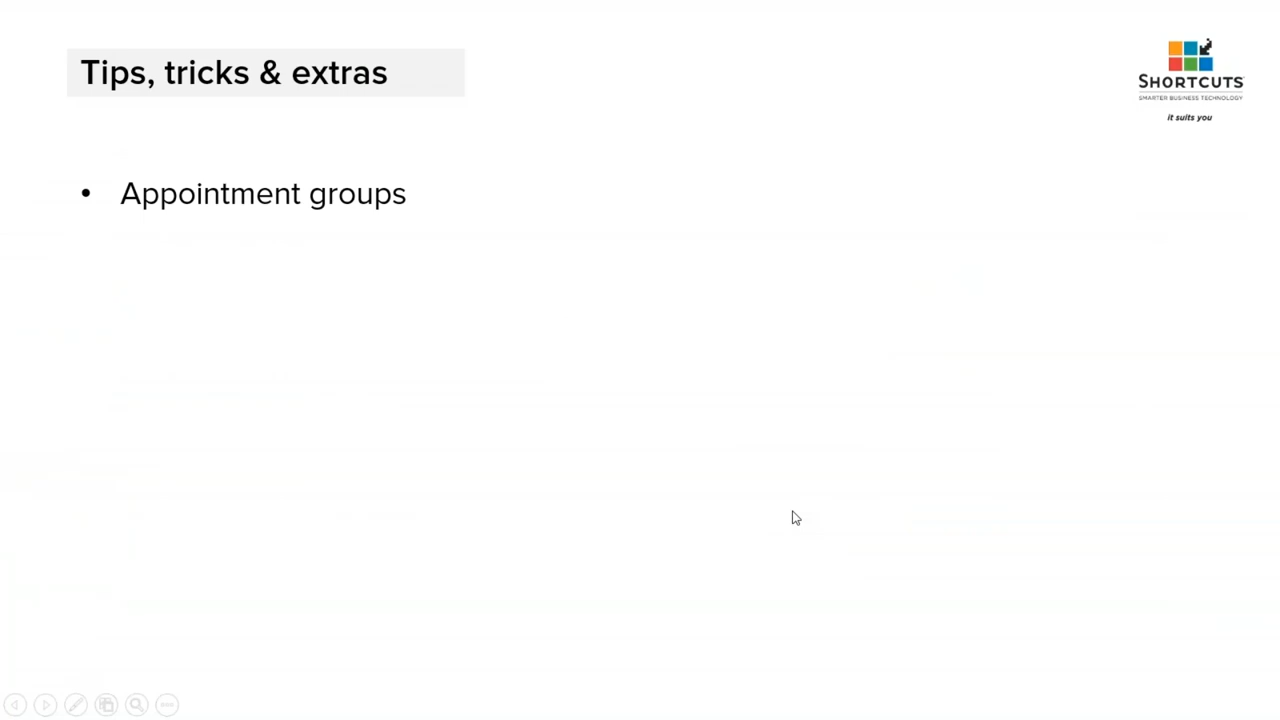 Tips, tricks & extras
SHORTCUTS
SMARTER BUSINESS TECHNOLOGY
it suits you
• Appointment groups